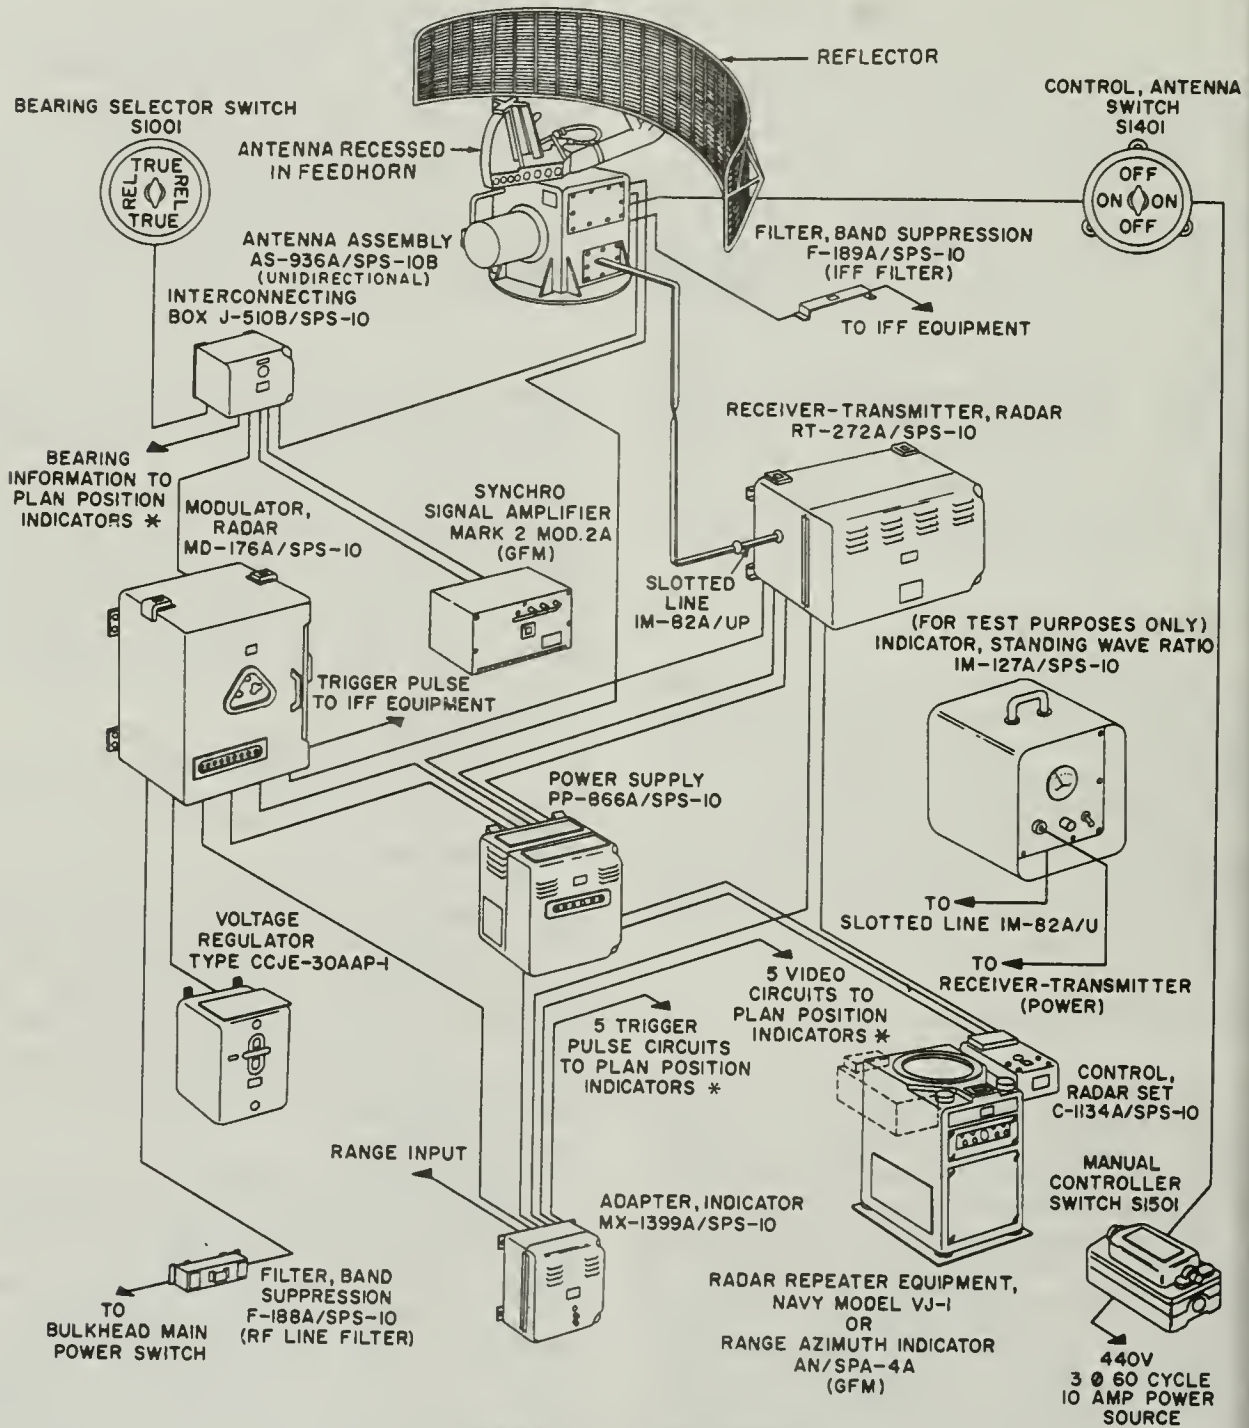 REFLECTOR
BEARING SELECTOR SWITCH
S1001
TRUE
REL
REL
TRUE
ANTENNA RECESSED
IN FEEDHORN
CONTROL, ANTENNA
SWITCH
S1401
OFF
ON
ON
OFF
ANTENNA ASSEMBLY
AS-936A/SPS-10B
(UNIDIRECTIONAL)
FILTER, BAND SUPPRESSION
F-189A/SPS-10
(IFF FILTER)
TO IFF EQUIPMENT
INTERCONNECTING
BOX J-510B/SPS-10
BEARING
INFORMATION TO
PLAN POSITION
INDICATORS *
RECEIVER-TRANSMITTER, RADAR
RT-272A/SPS-10
MODULATOR,
RADAR
MD-176A/SPS-10
SYNCHRO
SIGNAL AMPLIFIER
MARK 2 MOD.2A
(GFM)
SLOTTED
LINE
IM-82A/UP
(FOR TEST PURPOSES ONLY)
INDICATOR, STANDING WAVE RATIO
IM-127A/SPS-10
TRIGGER PULSE
TO IFF EQUIPMENT
POWER SUPPLY
PP-866A/SPS-10
TO
SLOTTED LINE IM-82A/U
TO
RECEIVER-TRANSMITTER
(POWER)
VOLTAGE
REGULATOR
TYPE CCJE-30AAP-1
5 VIDEO
CIRCUITS TO
PLAN POSITION
INDICATORS *
5 TRIGGER
PULSE CIRCUITS
TO PLAN POSITION
INDICATORS *
CONTROL,
RADAR SET
C-1134A/SPS-10
RANGE INPUT
ADAPTER, INDICATOR
MX-1399A/SPS-10
MANUAL
CONTROLLER
SWITCH S1501
TO
BULKHEAD MAIN
POWER SWITCH
FILTER, BAND
SUPPRESSION
F-188A/SPS-10
(RF LINE FILTER)
RADAR REPEATER EQUIPMENT,
NAVY MODEL VJ-1
OR
RANGE AZIMUTH INDICATOR
AN/SPA-4A
(GFM)
440V
3 Ø 60 CYCLE
10 AMP POWER
SOURCE